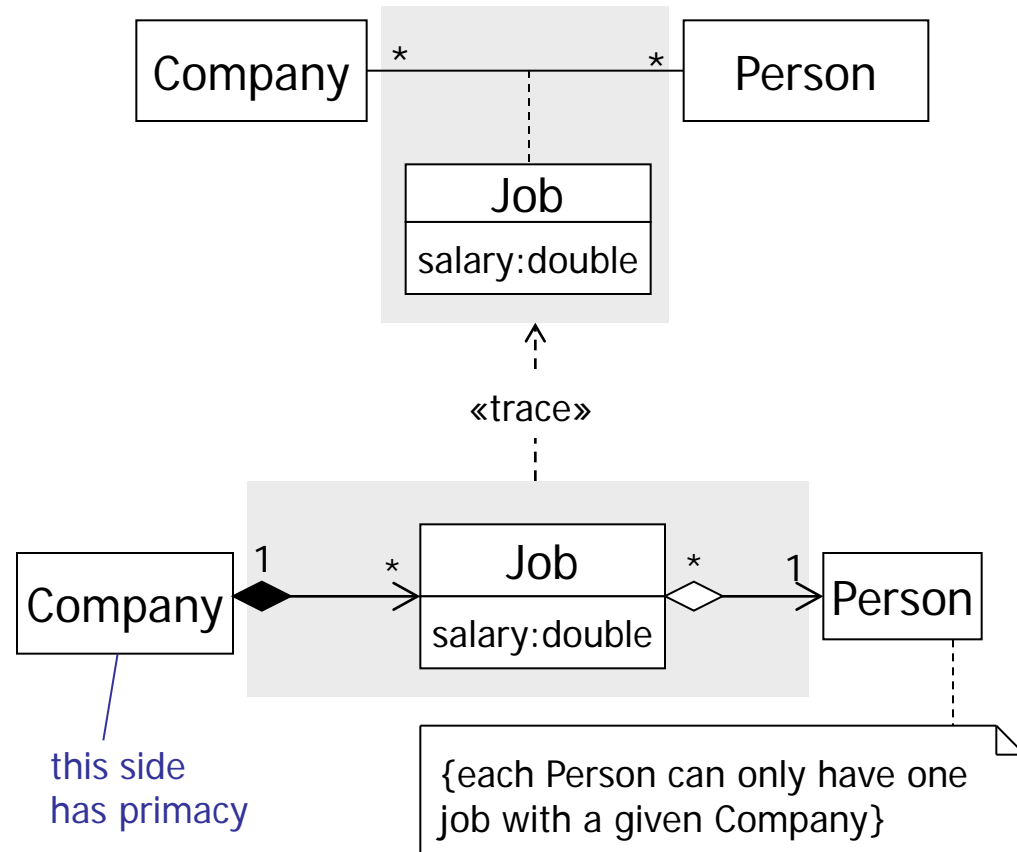 Company
*
*
Person
Job
salary:double
«trace»
Company
1
*
Job
salary:double
*
1
Person
this side
has primacy
{each Person can only have one
job with a given Company}